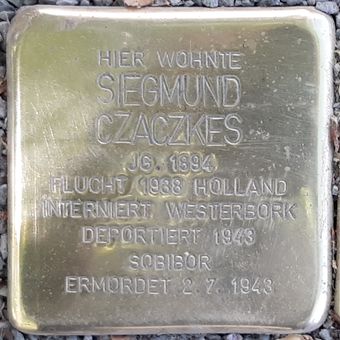 HIER WOHNTE
SIEGMUND
CZACZKES
JG. 1894
FLUCHT 1938 HOLLAND
INTERNIERT WESTERBORK
DEPORTIERT 1943
SOBIBOR
ERMORDET 2. 7. 1943